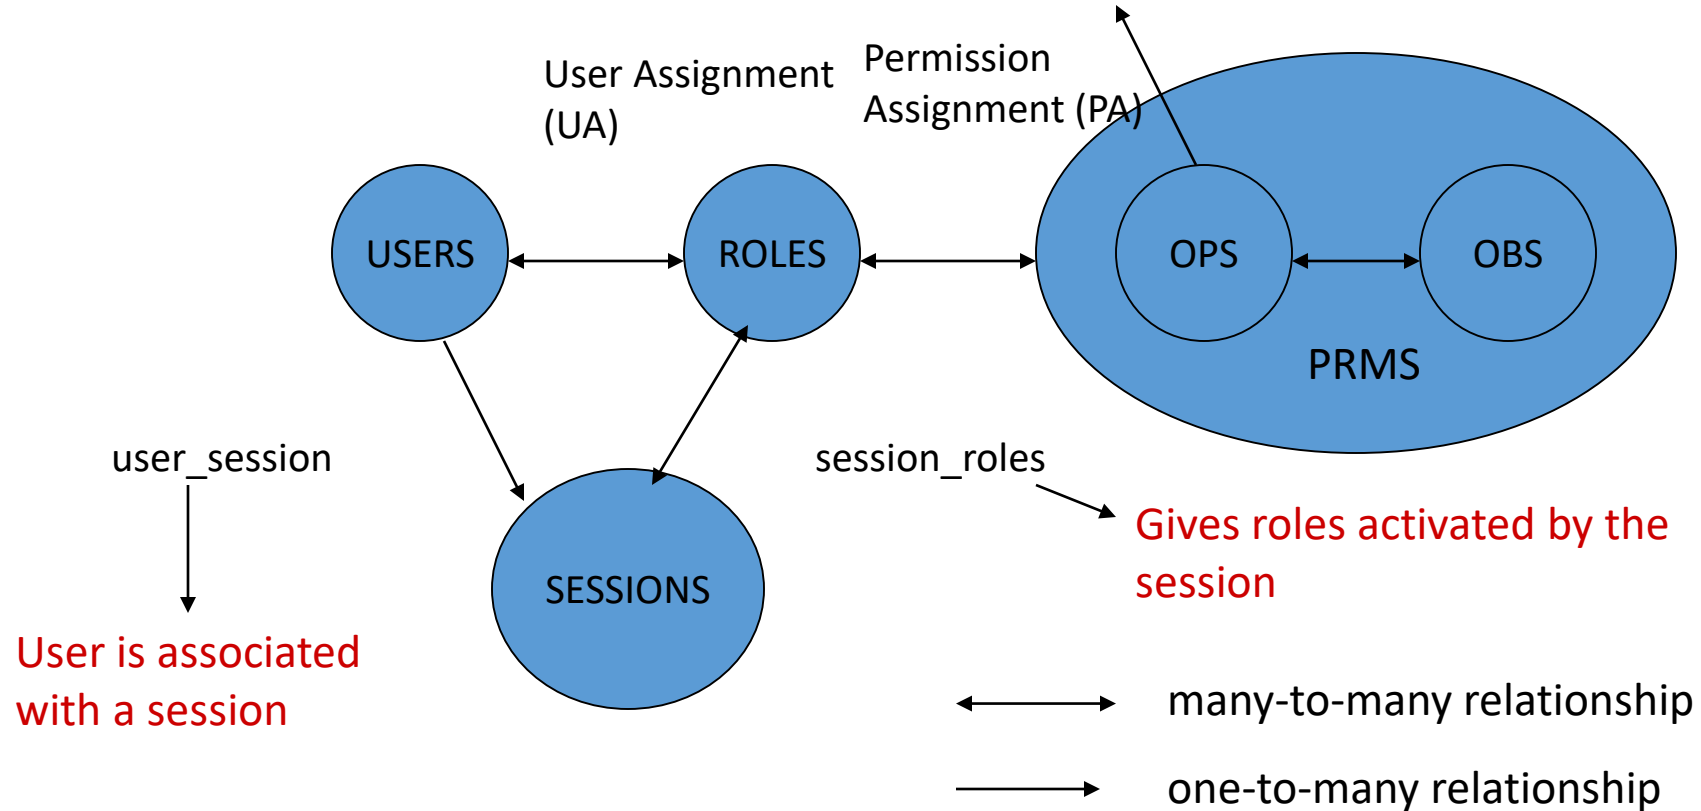 User Assignment
(UA)
Permission
Assignment (PA)
USERS
ROLES
OPS
OBS
PRMS
user_session
session_roles
SESSIONS
Gives roles activated by the
session
User is associated
with a session
many-to-many relationship
one-to-many relationship